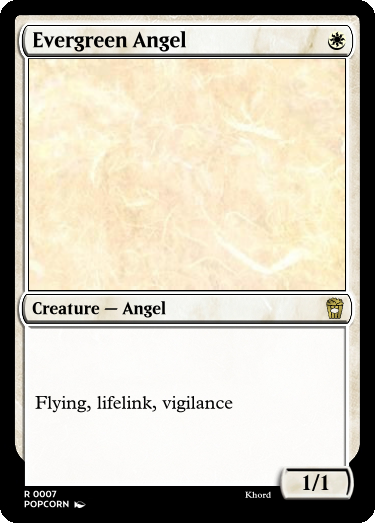 Evergreen Angel
Creature — Angel
Flying, lifelink, vigilance
1/1
R 0007
POPCORN
Khord